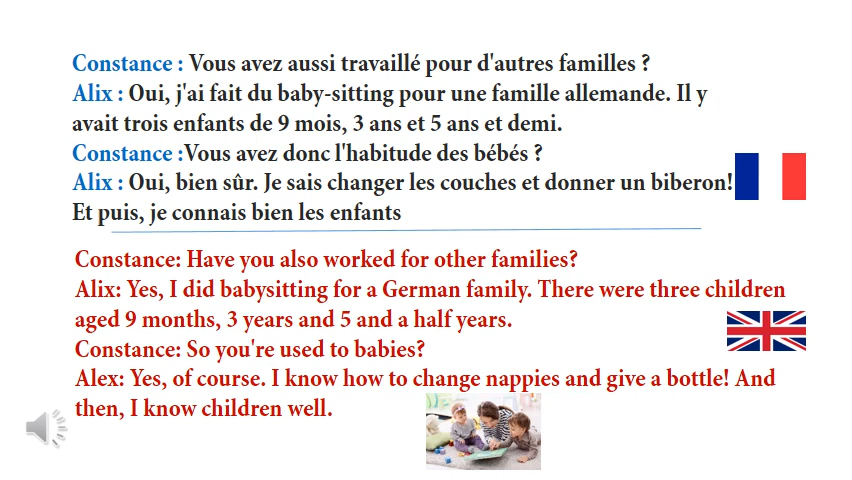 Constance : Vous avez aussi travaillé pour d'autres familles ?
Alix : Oui, j'ai fait du baby-sitting pour une famille allemande. Il y
avait trois enfants de 9 mois, 3 ans et 5 ans et demi.
Constance :Vous avez donc l'habitude des bébés ?
Alix : Oui, bien sûr. Je sais changer les couches et donner un biberon!
Et puis, je connais bien les enfants
Constance: Have you also worked for other families?
Alix: Yes, I did babysitting for a German family. There were three children
aged 9 months, 3 years and 5 and a half years.
Constance: So you're used to babies?
Alex: Yes, of course. I know how to change nappies and give a bottle! And
then, I know children well.